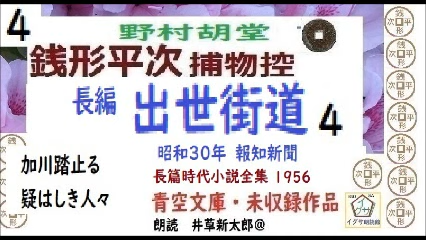 4
野村胡堂
銭形平次 捕物控
長編 出世街道 4
昭和30年 報知新聞
長篇時代小説全集 1956
加川踏止る
疑はしき人々
青空文庫・未収録作品
朗読 井草新太郎@